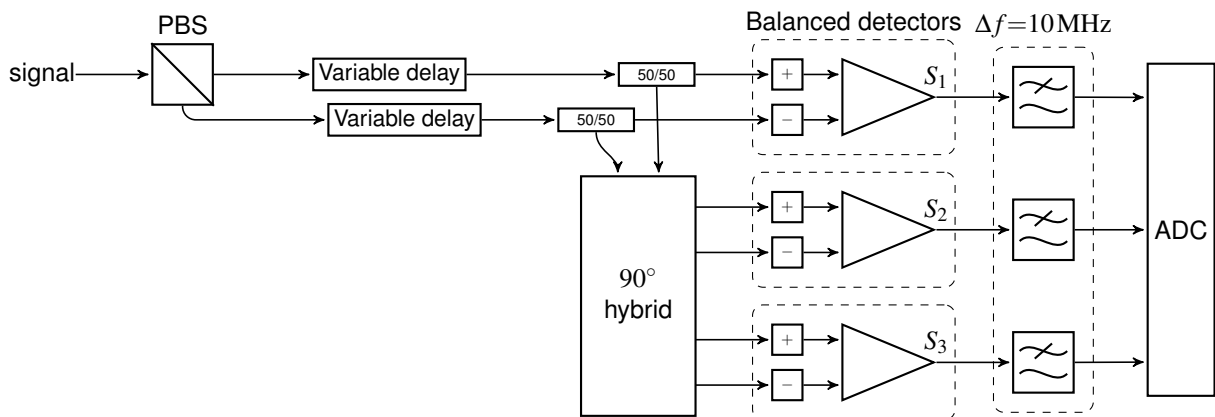 PBS
Balanced detectors
Δf=10MHz
signal
Variable delay
50/50
+
S₁
Variable delay
50/50
−
+
S₂
ADC
−
90°
hybrid
+
S₃
−